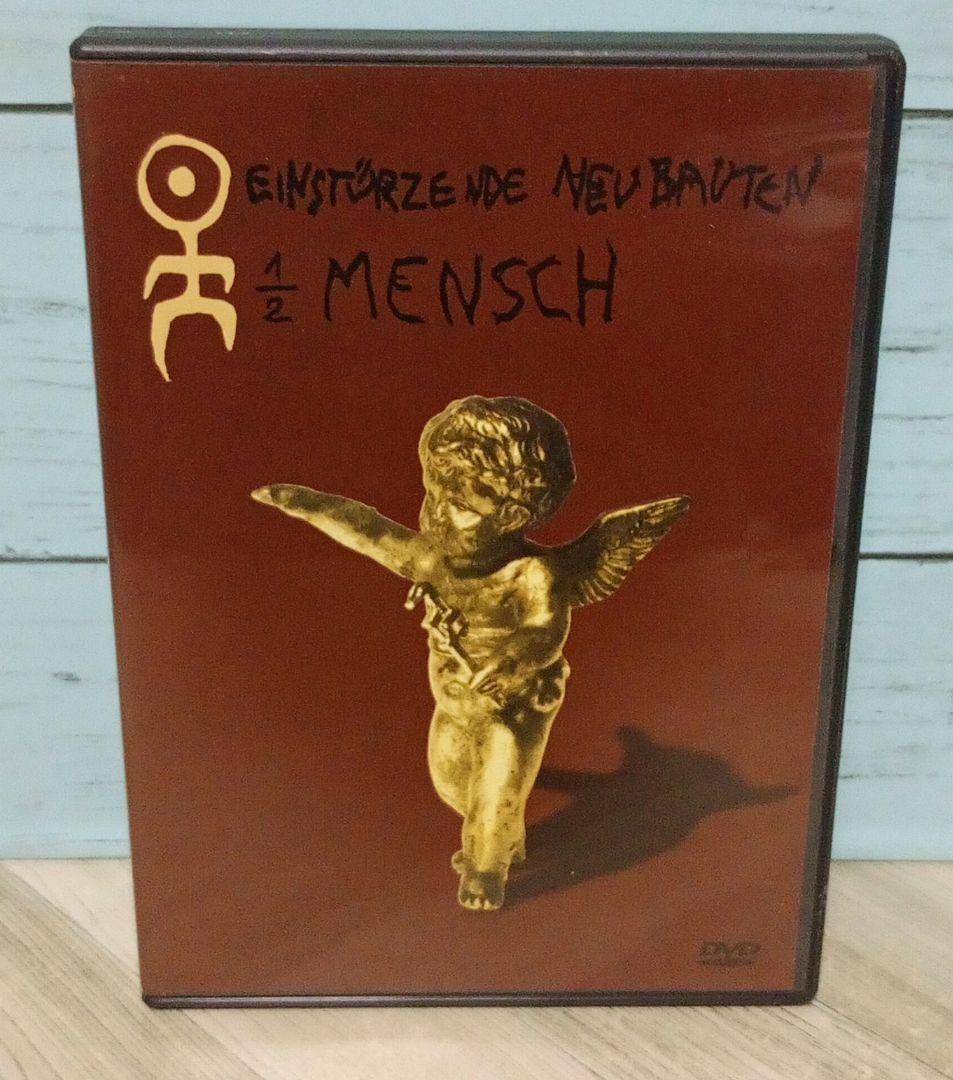 EINSTÜRZENDE NEUBAUTEN
1/2 MENSCH
DVD